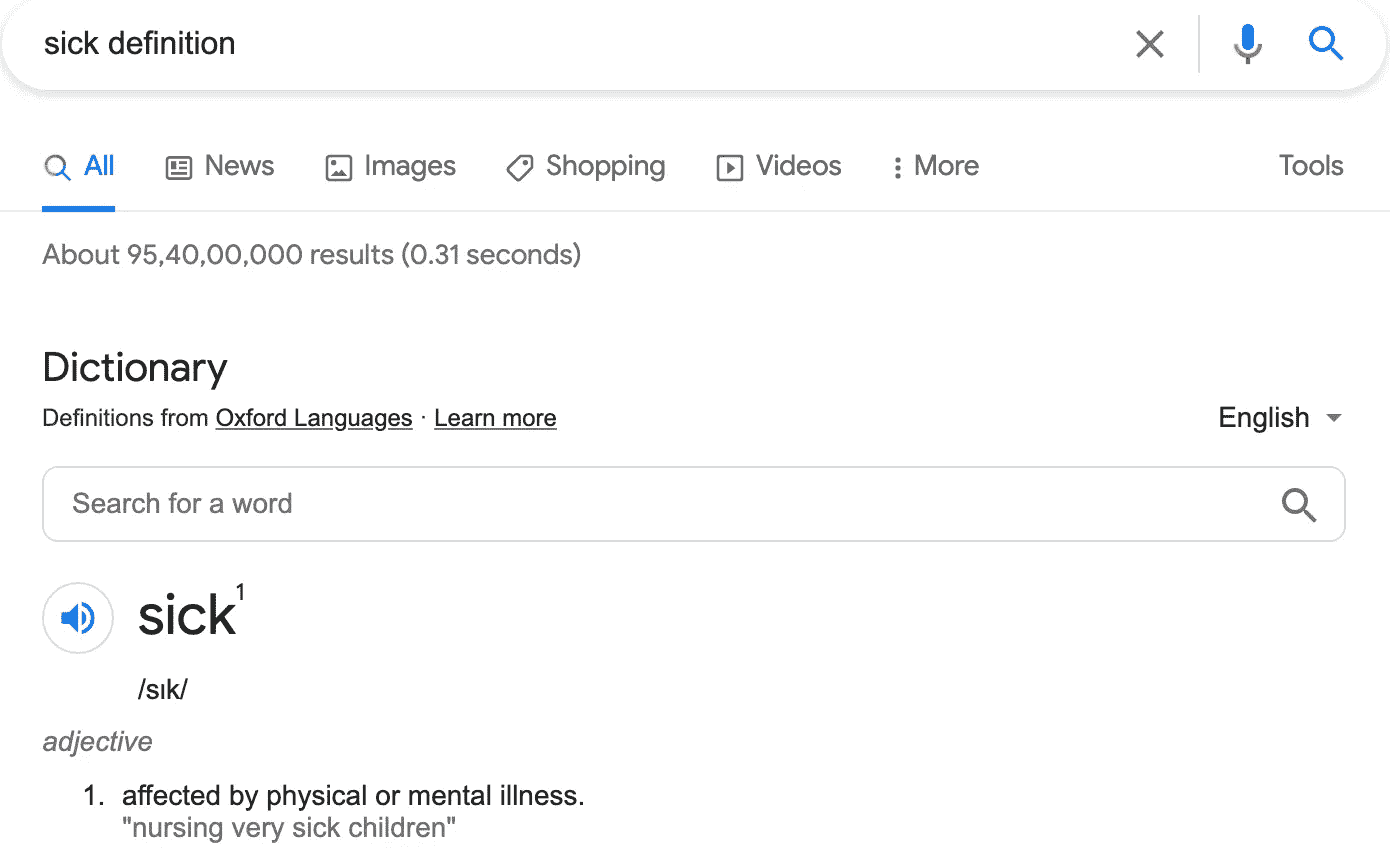 sick definition
All News Images Shopping Videos More Tools
About 95,40,00,000 results (0.31 seconds)
Dictionary
Definitions from Oxford Languages · Learn more
English
Search for a word
sick¹
/sɪk/
adjective
1. affected by physical or mental illness.
"nursing very sick children"